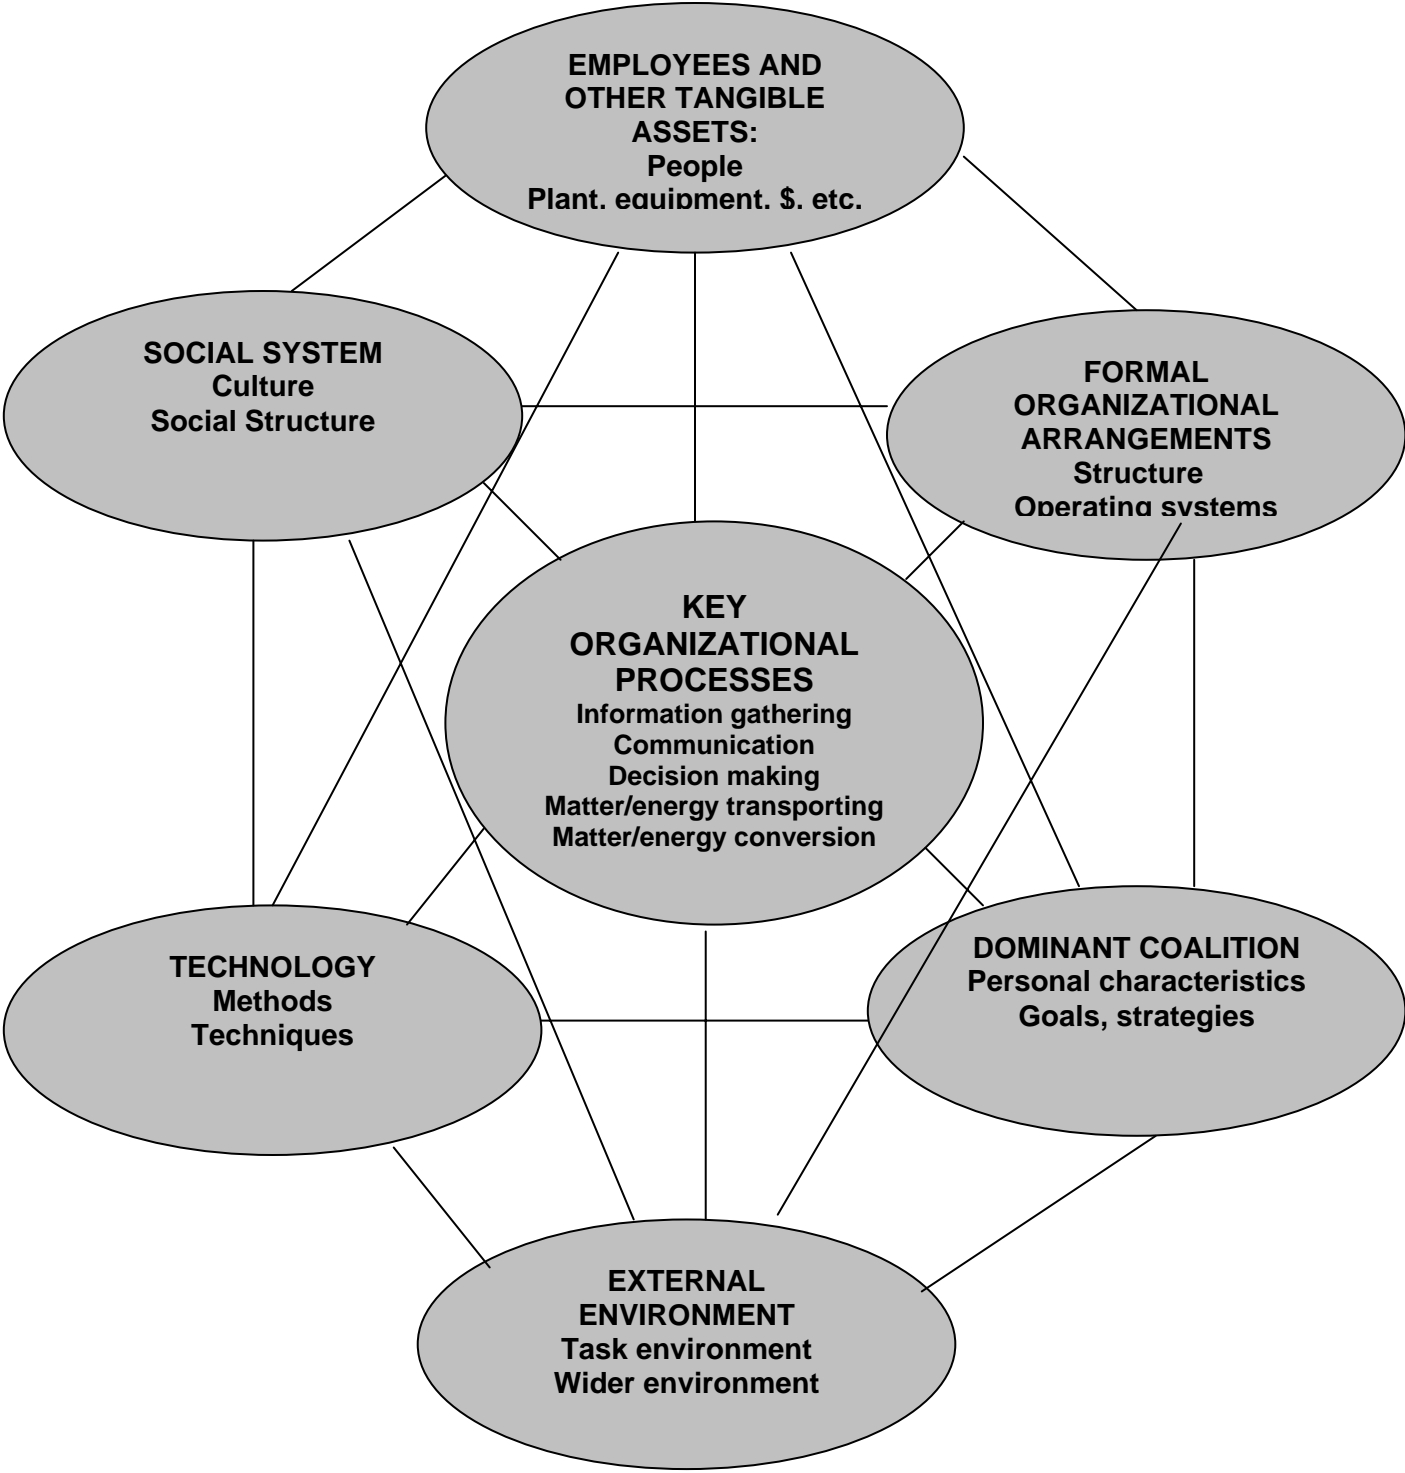 EMPLOYEES AND
OTHER TANGIBLE
ASSETS:
People
Plant, equipment, $, etc.
SOCIAL SYSTEM
Culture
Social Structure
FORMAL
ORGANIZATIONAL
ARRANGEMENTS
Structure
Operating systems
KEY
ORGANIZATIONAL
PROCESSES
Information gathering
Communication
Decision making
Matter/energy transporting
Matter/energy conversion
TECHNOLOGY
Methods
Techniques
DOMINANT COALITION
Personal characteristics
Goals, strategies
EXTERNAL
ENVIRONMENT
Task environment
Wider environment